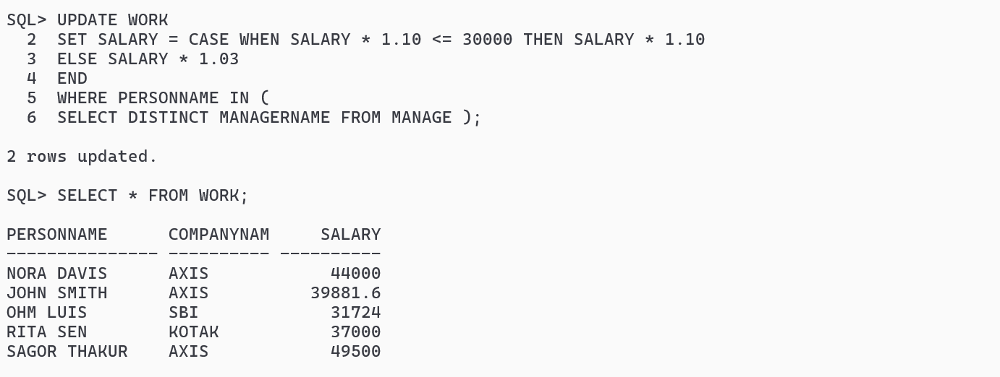 SQL> UPDATE WORK
  2  SET SALARY = CASE WHEN SALARY * 1.10 <= 30000 THEN SALARY * 1.10
  3  ELSE SALARY * 1.03
  4  END
  5  WHERE PERSONNAME IN (
  6  SELECT DISTINCT MANAGERNAME FROM MANAGE );

2 rows updated.

SQL> SELECT * FROM WORK;

PERSONNAME      COMPANYNAM     SALARY
--------------- ---------- ----------
NORA DAVIS      AXIS            44000
JOHN SMITH      AXIS          39881.6
OHM LUIS        SBI             31724
RITA SEN        KOTAK           37000
SAGOR THAKUR    AXIS            49500